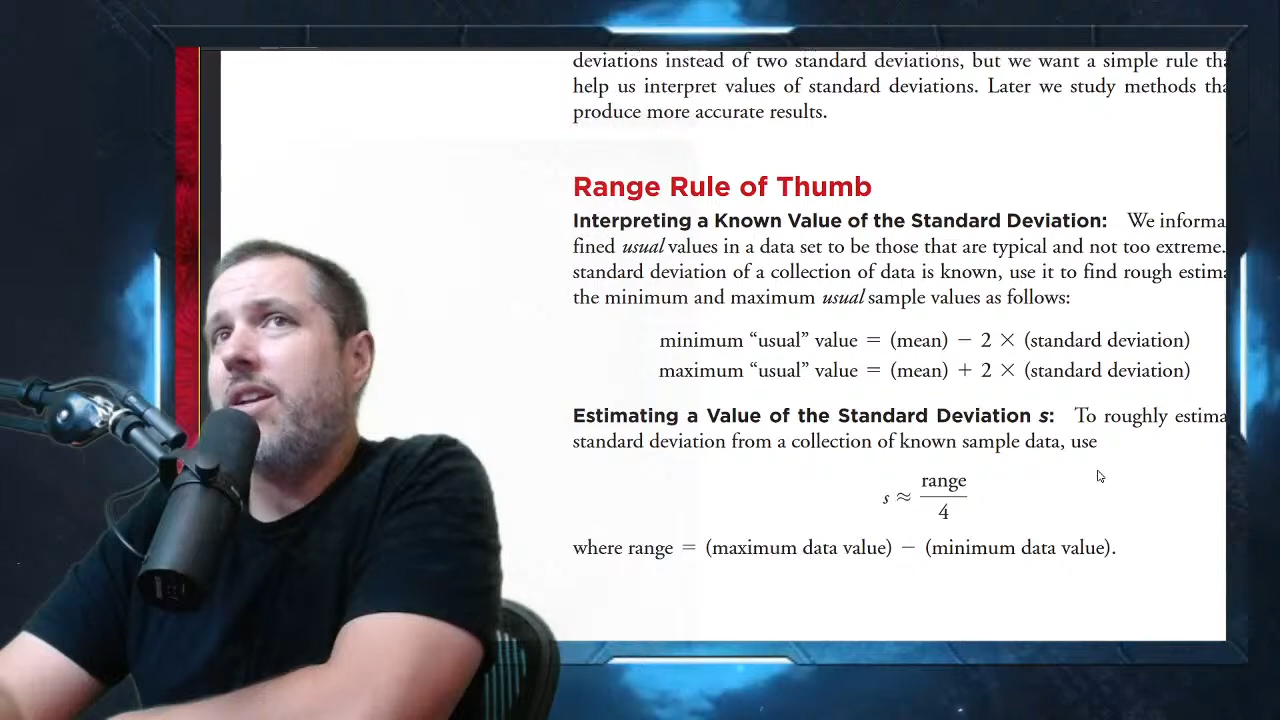 deviations instead of two standard deviations, but we want a simple rule
help us interpret values of standard deviations. Later we study methods
produce more accurate results.
Range Rule of Thumb
Interpreting a Known Value of the Standard Deviation: We
fined usual values in a data set to be those that are typical and not too extreme.
standard deviation of a collection of data is known, use it to find rough
the minimum and maximum usual sample values as follows:
minimum “usual” value = (mean) − 2 × (standard deviation)
maximum “usual” value = (mean) + 2 × (standard deviation)
Estimating a Value of the Standard Deviation s: To roughly
standard deviation from a collection of known sample data, use
s ≈ range
4
where range = (maximum data value) − (minimum data value).